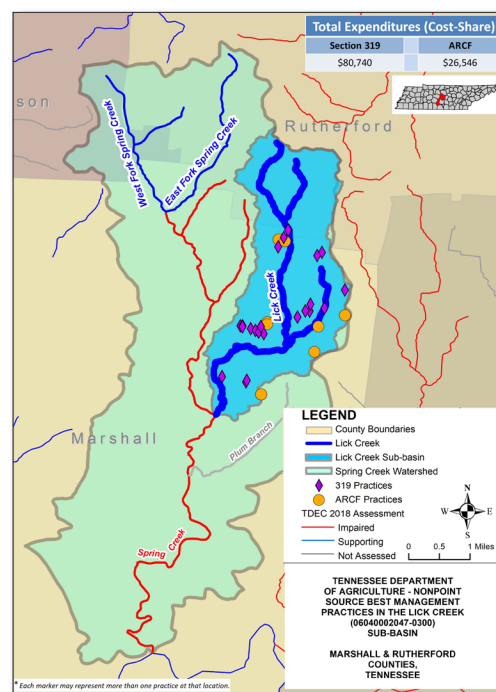 Total Expenditures (Cost-Share)
Section 319 ARCF
$80,740 $26,546
son
Rutherford
West Fork Spring Creek
East Fork Spring Creek
Lick Creek
Marshall
Plum Branch
Spring Creek
LEGEND
County Boundaries
Lick Creek
Lick Creek Sub-basin
Spring Creek Watershed
319 Practices
ARCF Practices
TDEC 2018 Assessment
Impaired
Supporting
Not Assessed
N
W E
S
0 0.5 1 Miles
TENNESSEE DEPARTMENT
OF AGRICULTURE - NONPOINT
SOURCE BEST MANAGEMENT
PRACTICES IN THE LICK CREEK
(06040002047-0300)
SUB-BASIN
MARSHALL & RUTHERFORD
COUNTIES,
TENNESSEE
* Each marker may represent more than one practice at that location.